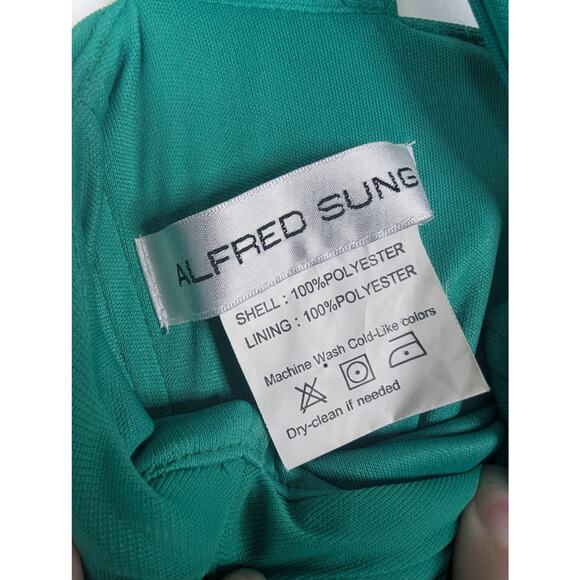 ALFRED SUNG
SHELL : 100%POLYESTER
LINING : 100%POLYESTER
Machine Wash Cold-Like colors
Dry-clean if needed